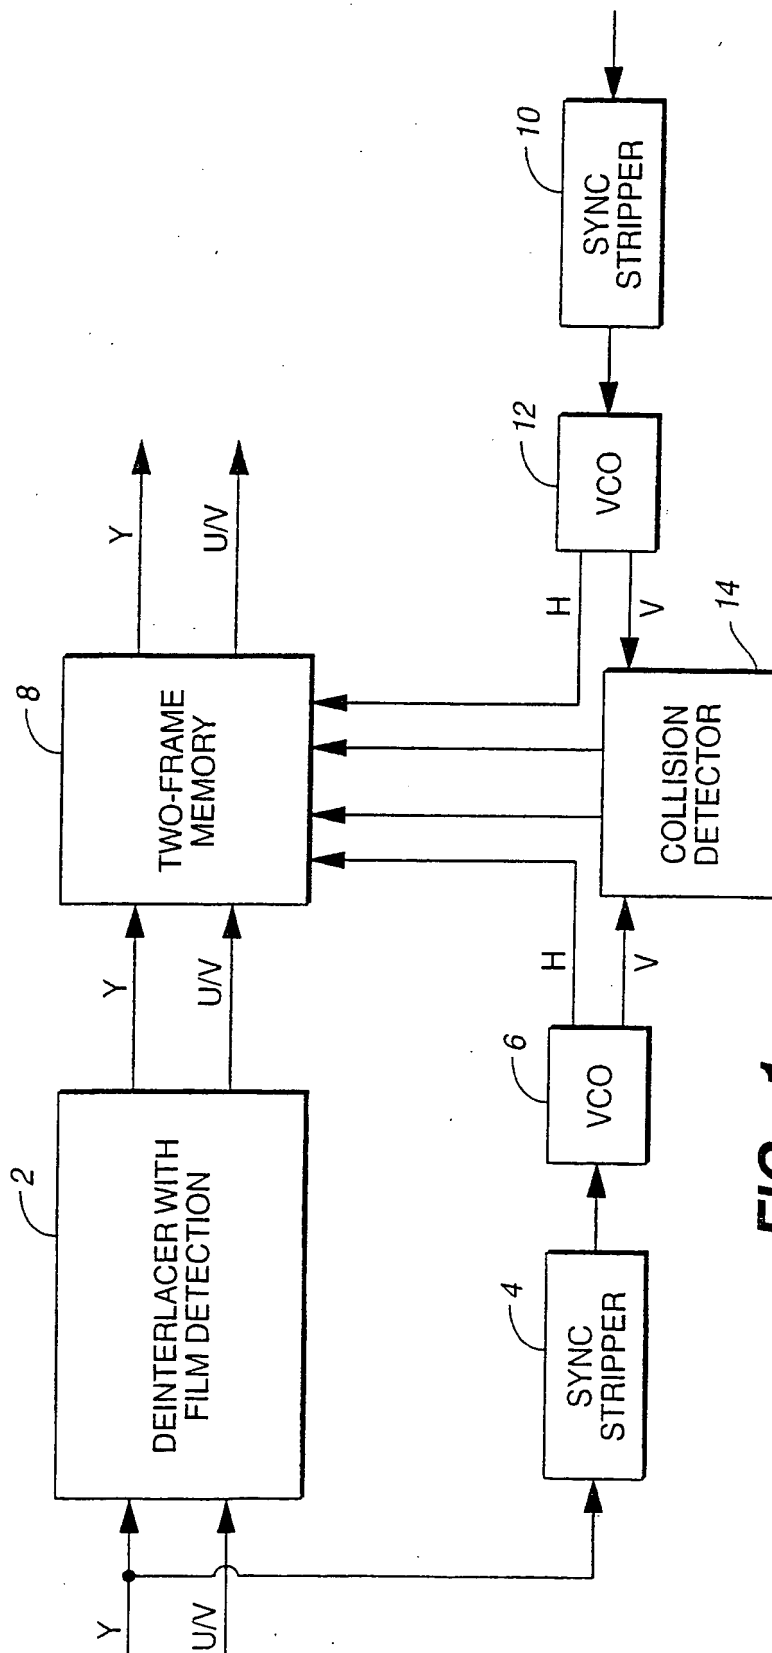 Y
U/V
2
DEINTERLACER WITH
FILM DETECTION
Y
U/V
8
TWO-FRAME
MEMORY
Y
U/V
4
SYNC
STRIPPER
6
VCO
H
V
COLLISION
DETECTOR
14
H
V
12
VCO
10
SYNC
STRIPPER